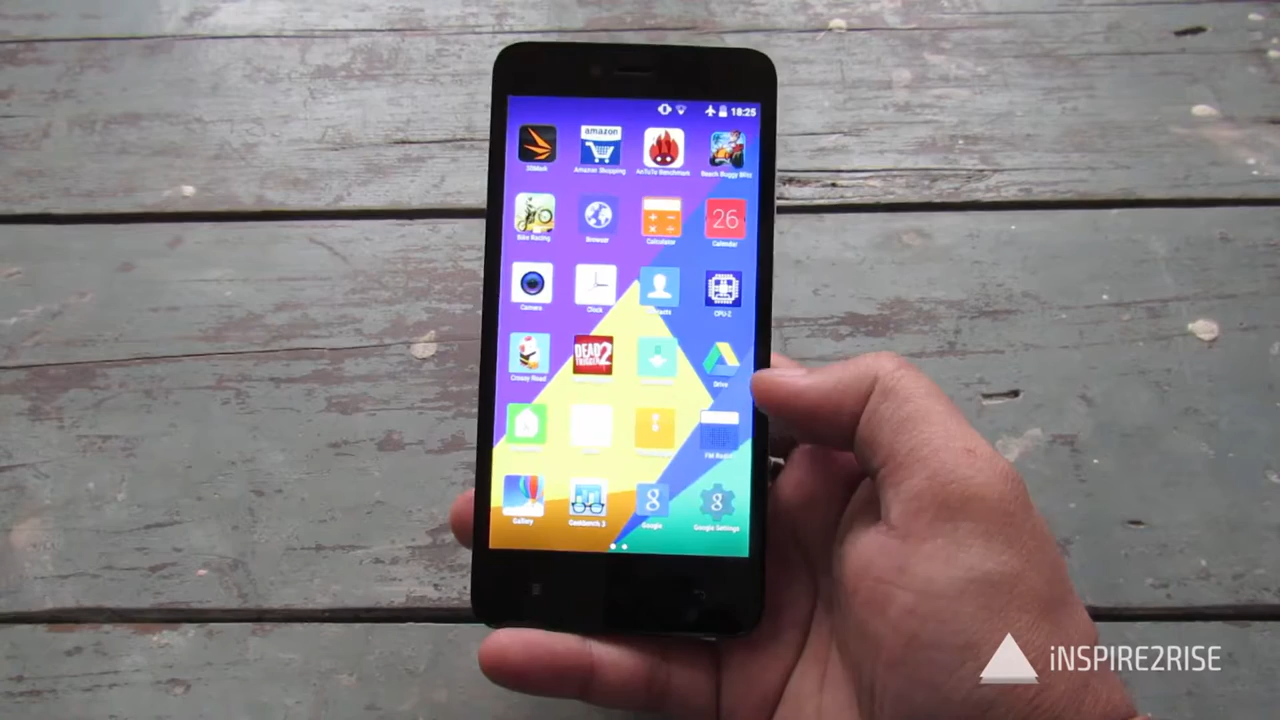 18:25
3DMark
amazon
Amazon Shopping
AnTuTu Benchmark
Beach Buggy Blitz
Bike Racing
Browser
Calculator
26
Calendar
Camera
Clock
CPU-Z
Crossy Road
DEAD
TRIGGER
2
Drive
FM Radio
Gallery
Geekbench 3
g
Google
g
Google Settings
iNSPIRE2RISE